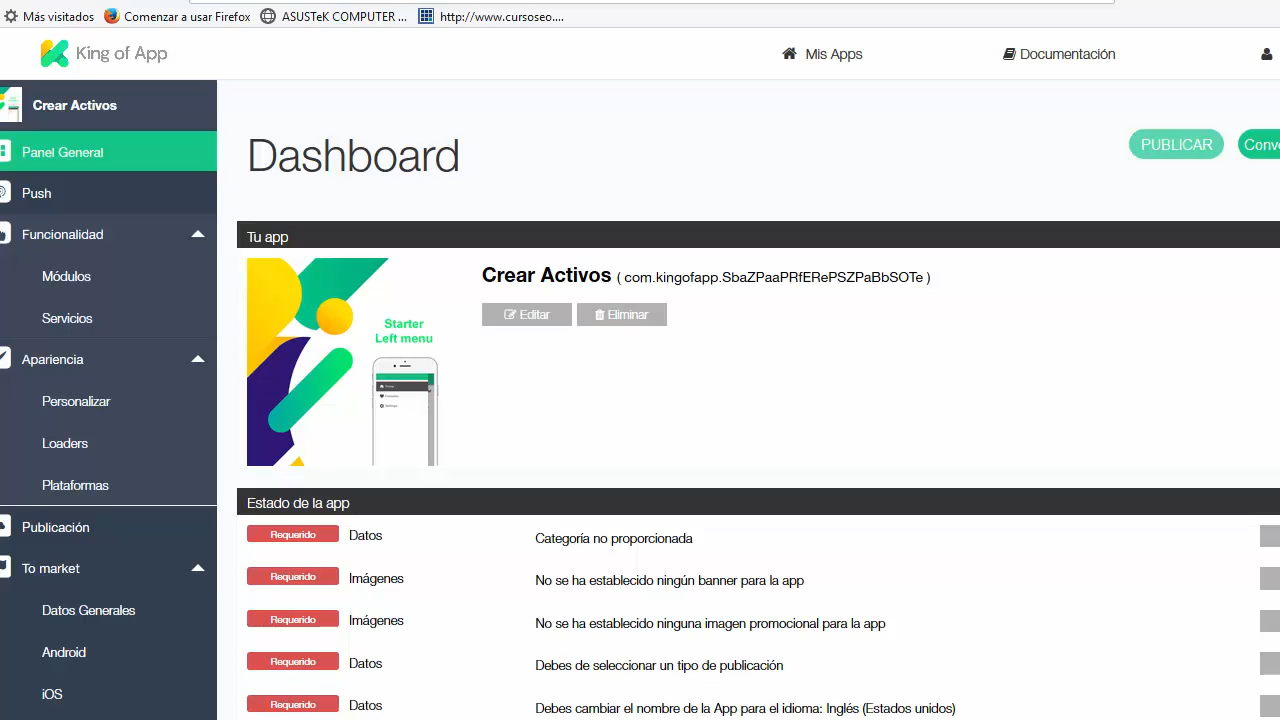 Más visitados Comenzar a usar Firefox ASUSTeK COMPUTER ... http://www.cursoseo....
King of App Mis Apps Documentación
Crear Activos
Panel General
Push
Funcionalidad
Módulos
Servicios
Apariencia
Personalizar
Loaders
Plataformas
Publicación
To market
Datos Generales
Android
iOS
Dashboard
PUBLICAR Conve
Tu app
Crear Activos ( com.kingofapp.SbaZPaaPRfERePSZPaBbSOTe )
Editar Eliminar
Starter
Left menu
Estado de la app
Requerido Datos Categoría no proporcionada
Requerido Imágenes No se ha establecido ningún banner para la app
Requerido Imágenes No se ha establecido ninguna imagen promocional para la app
Requerido Datos Debes de seleccionar un tipo de publicación
Requerido Datos Debes cambiar el nombre de la App para el idioma: Inglés (Estados unidos)